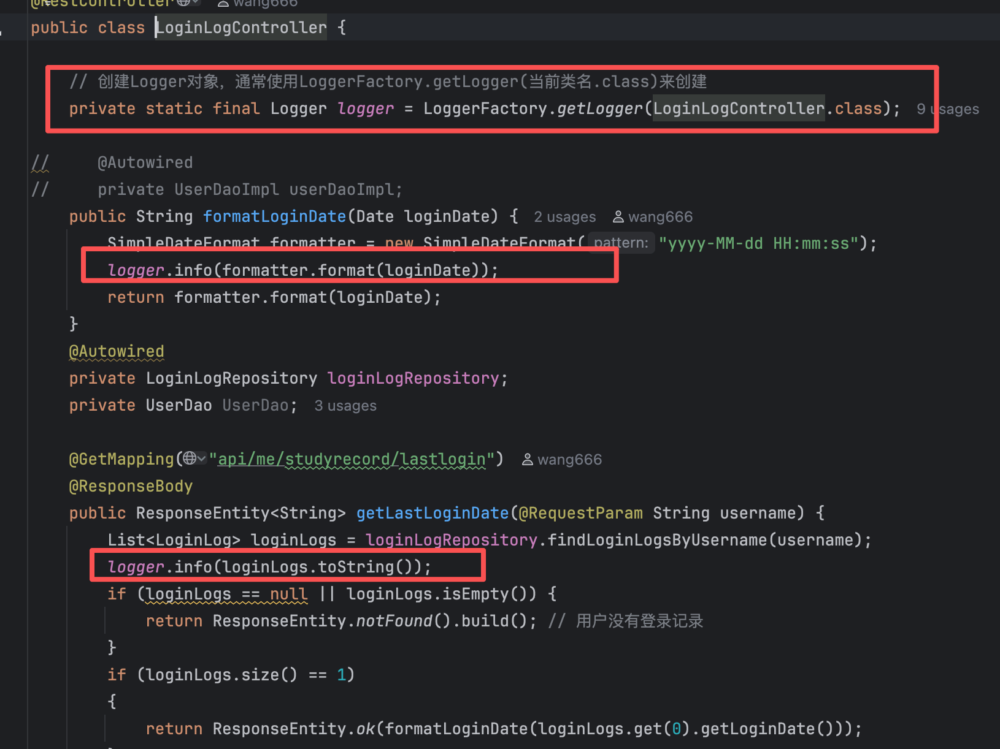 @RestController wang666
public class LoginLogController {
// 创建Logger对象，通常使用LoggerFactory.getLogger(当前类名.class)来创建
private static final Logger logger = LoggerFactory.getLogger(LoginLogController.class); 9 usages
// @Autowired
// private UserDaoImpl userDaoImpl;
public String formatLoginDate(Date loginDate) { 2 usages wang666
SimpleDateFormat formatter = new SimpleDateFormat( pattern: "yyyy-MM-dd HH:mm:ss");
logger.info(formatter.format(loginDate));
return formatter.format(loginDate);
}
@Autowired
private LoginLogRepository loginLogRepository;
private UserDao UserDao; 3 usages
@GetMapping("api/me/studyrecord/lastlogin") wang666
@ResponseBody
public ResponseEntity<String> getLastLoginDate(@RequestParam String username) {
List<LoginLog> loginLogs = loginLogRepository.findLoginLogsByUsername(username);
logger.info(loginLogs.toString());
if (loginLogs == null || loginLogs.isEmpty()) {
return ResponseEntity.notFound().build(); // 用户没有登录记录
}
if (loginLogs.size() == 1)
{
return ResponseEntity.ok(formatLoginDate(loginLogs.get(0).getLoginDate()));